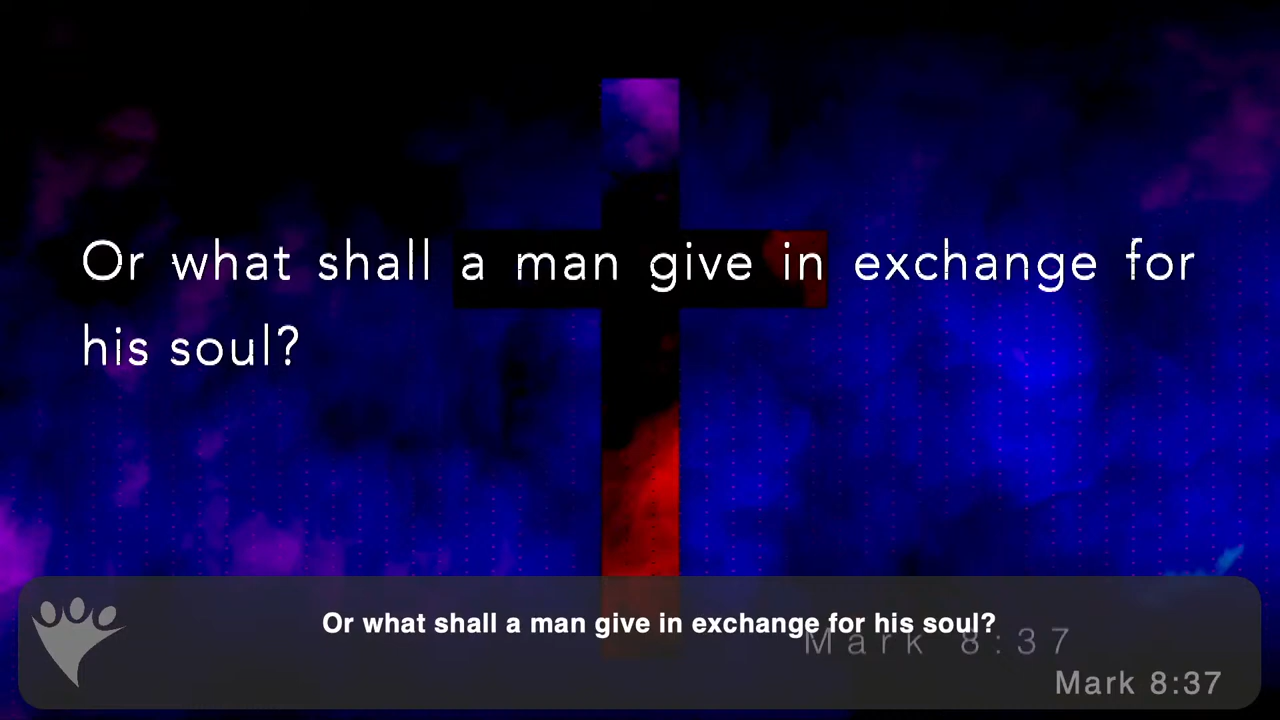 Or what shall a man give in exchange for
his soul?
Or what shall a man give in exchange for his soul?
Mark 8:37
Mark 8:37